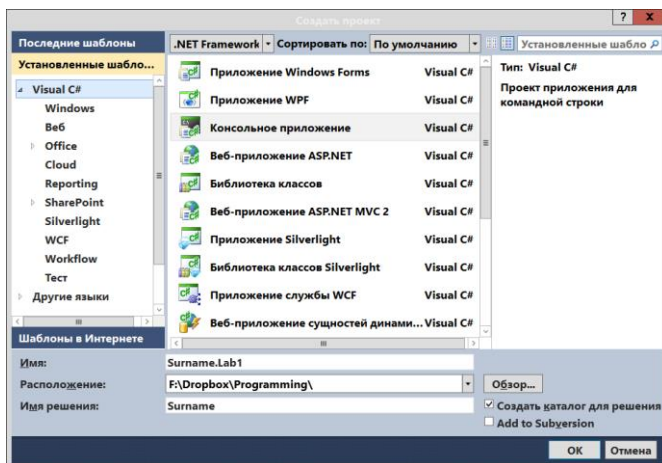 Создать проект
?
X
Последние шаблоны
.NET Framework
Сортировать по:
По умолчанию
Установленные шабло
Установленные шабло...
Visual C#
Windows
Веб
Office
Cloud
Reporting
SharePoint
Silverlight
WCF
Workflow
Тест
Другие языки
Шаблоны в Интернете
Приложение Windows Forms Visual C#
Приложение WPF Visual C#
Консольное приложение Visual C#
Веб-приложение ASP.NET Visual C#
Библиотека классов Visual C#
Веб-приложение ASP.NET MVC 2 Visual C#
Приложение Silverlight Visual C#
Библиотека классов Silverlight Visual C#
Приложение службы WCF Visual C#
Веб-приложение сущностей динами... Visual C#
Тип: Visual C#
Проект приложения для
командной строки
Имя: Surname.Lab1
Расположение: F:\Dropbox\Programming\ Обзор...
Имя решения: Surname
Создать каталог для решения
Add to Subversion
OK Отмена